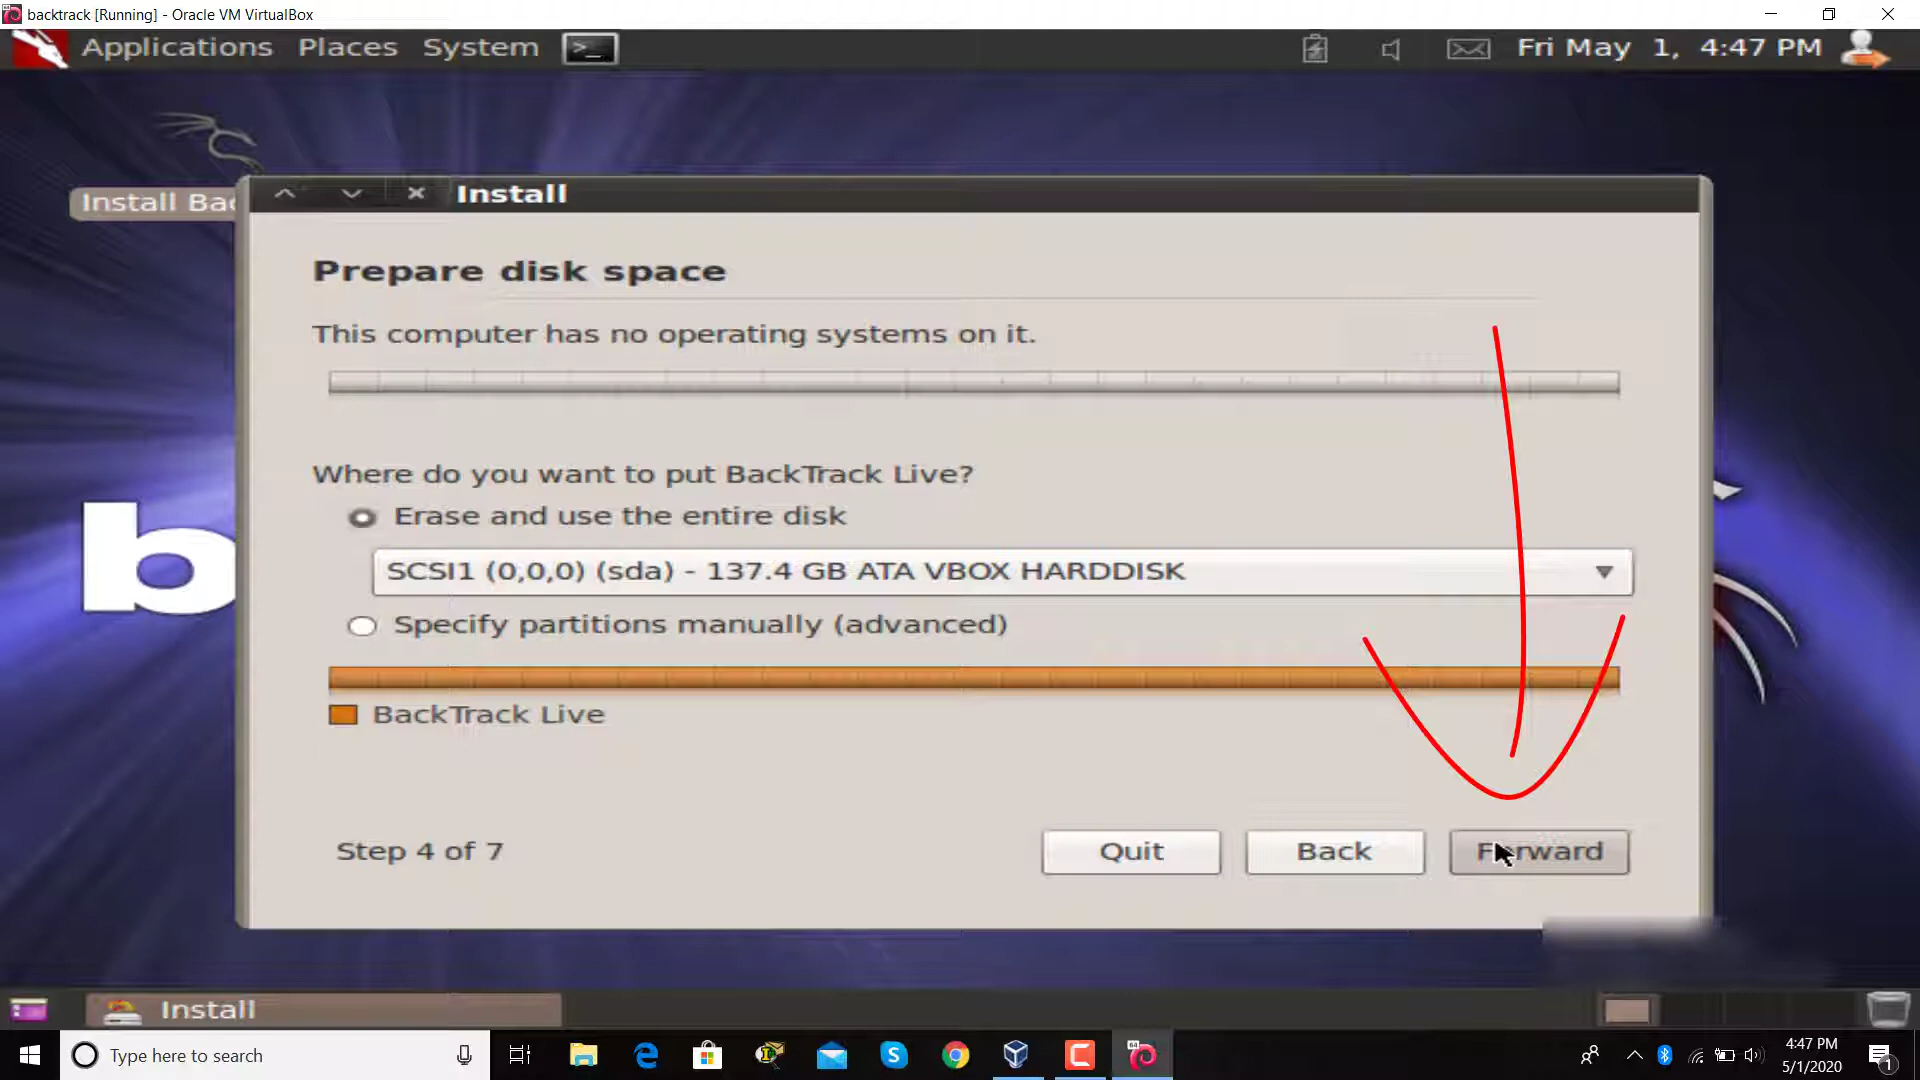 backtrack [Running] - Oracle VM VirtualBox
Applications Places System Fri May 1, 4:47 PM
Install
Prepare disk space
This computer has no operating systems on it.
Where do you want to put BackTrack Live?
Erase and use the entire disk
SCSI1 (0,0,0) (sda) - 137.4 GB ATA VBOX HARDDISK
Specify partitions manually (advanced)
BackTrack Live
Step 4 of 7
Quit
Back
Forward
Install
b
Install
Type here to search
4:47 PM
5/1/2020
1